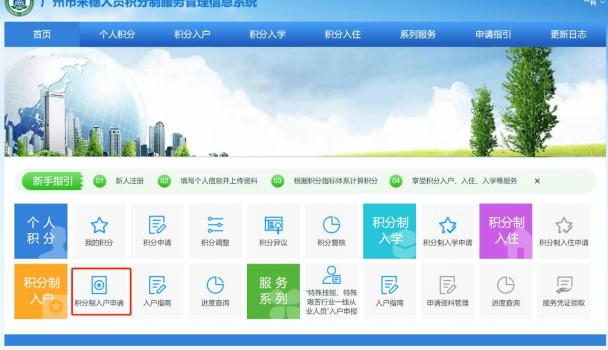 广州市来穗人员积分制服务管理信息系统
首页 个人积分 积分入户 积分入学 积分入住 系列服务 申请指引 更新日志
新手指引 01 新人注册 02 填写个人信息并上传资料 03 根据积分指标体系计算积分 04 享受积分入户、入住、入学等服务 ×
个人
积分
我的积分
积分申请
积分调整
积分异议
积分复核
积分制
入学
积分制入学申请
积分制
入住
积分制入住申请
积分制
入户
积分制入户申请
入户指南
进度查询
服务
系列
“特殊技能、特殊
艰苦行业一线从
业人员”入户申报
入户指南
申请资料管理
进度查询
服务凭证领取